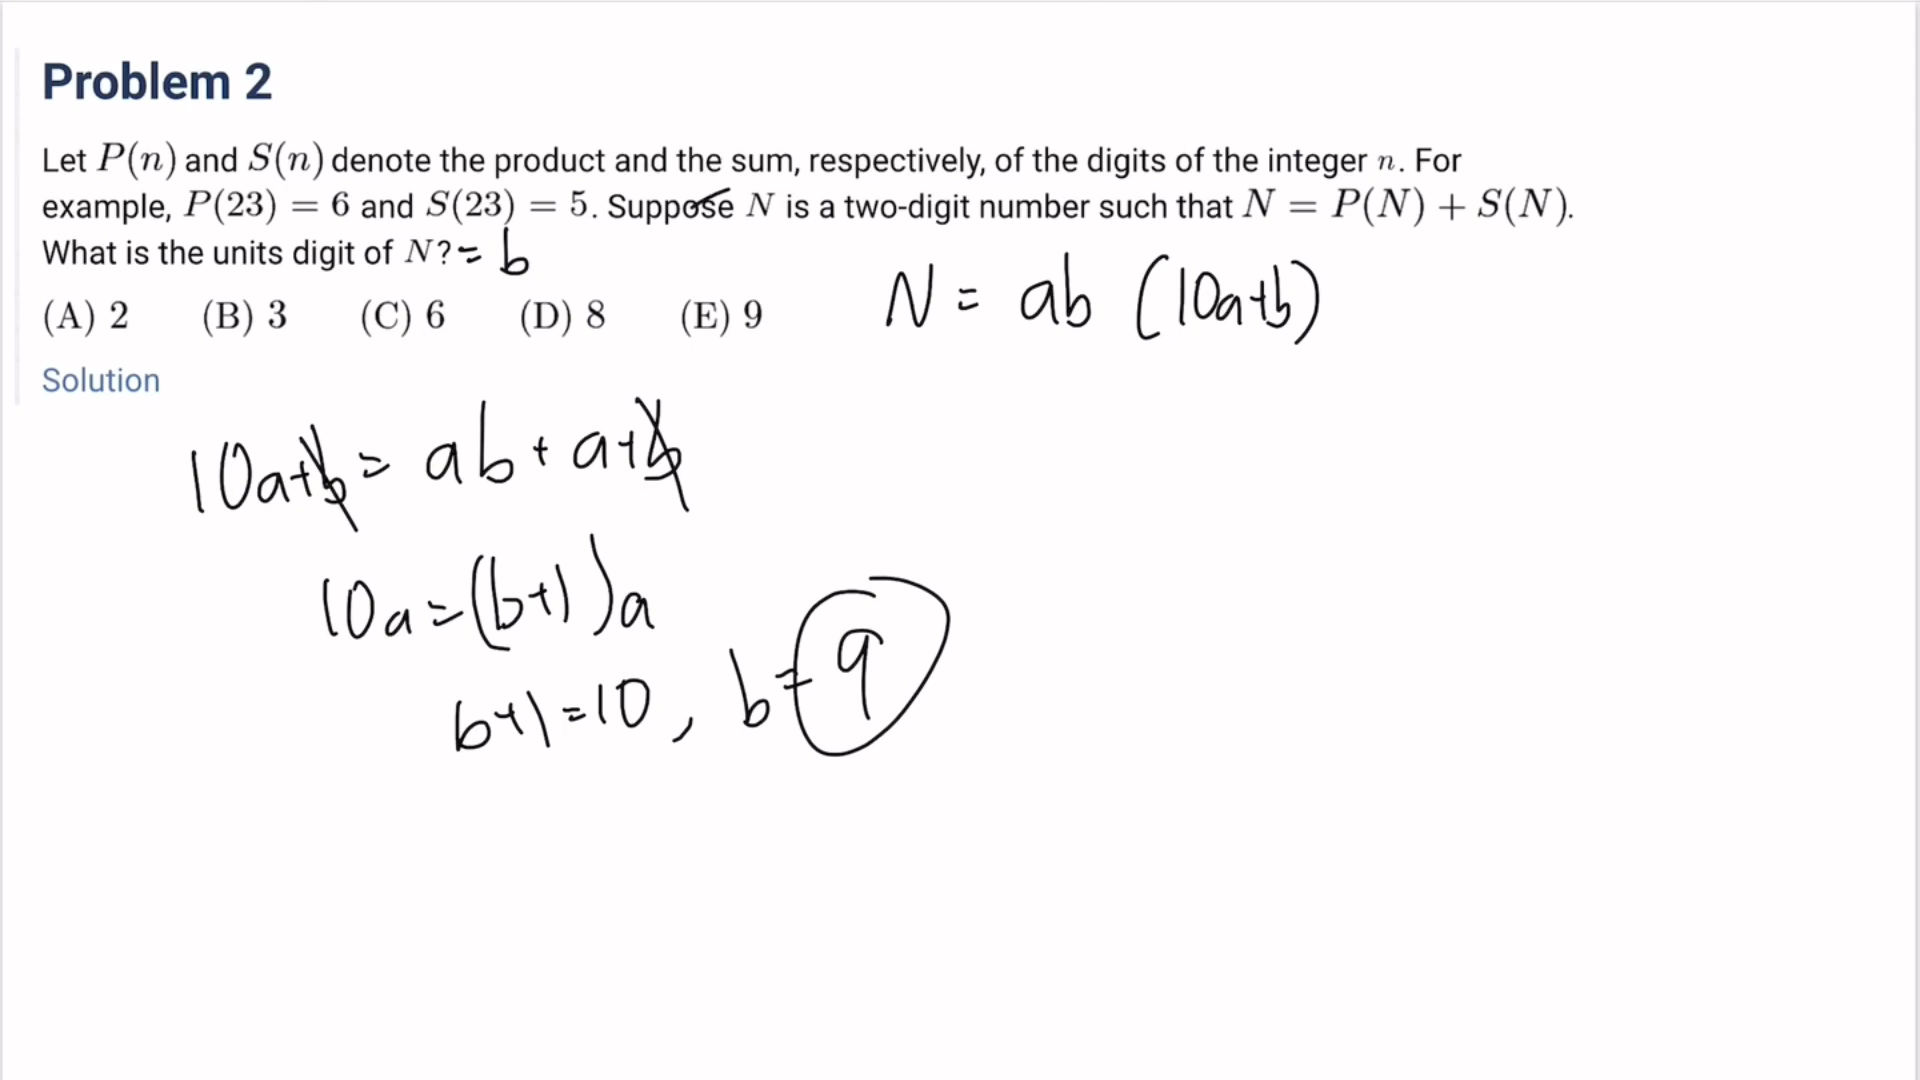 Problem 2
Let P(n) and S(n) denote the product and the sum, respectively, of the digits of the integer n. For
example, P(23) = 6 and S(23) = 5. Suppose N is a two-digit number such that N = P(N) + S(N).
What is the units digit of N? = b
(A) 2 (B) 3 (C) 6 (D) 8 (E) 9
N = ab (10a+b)
Solution
10a+b = ab + a+b
10a = (b+1)a
b+1 = 10, b = 9